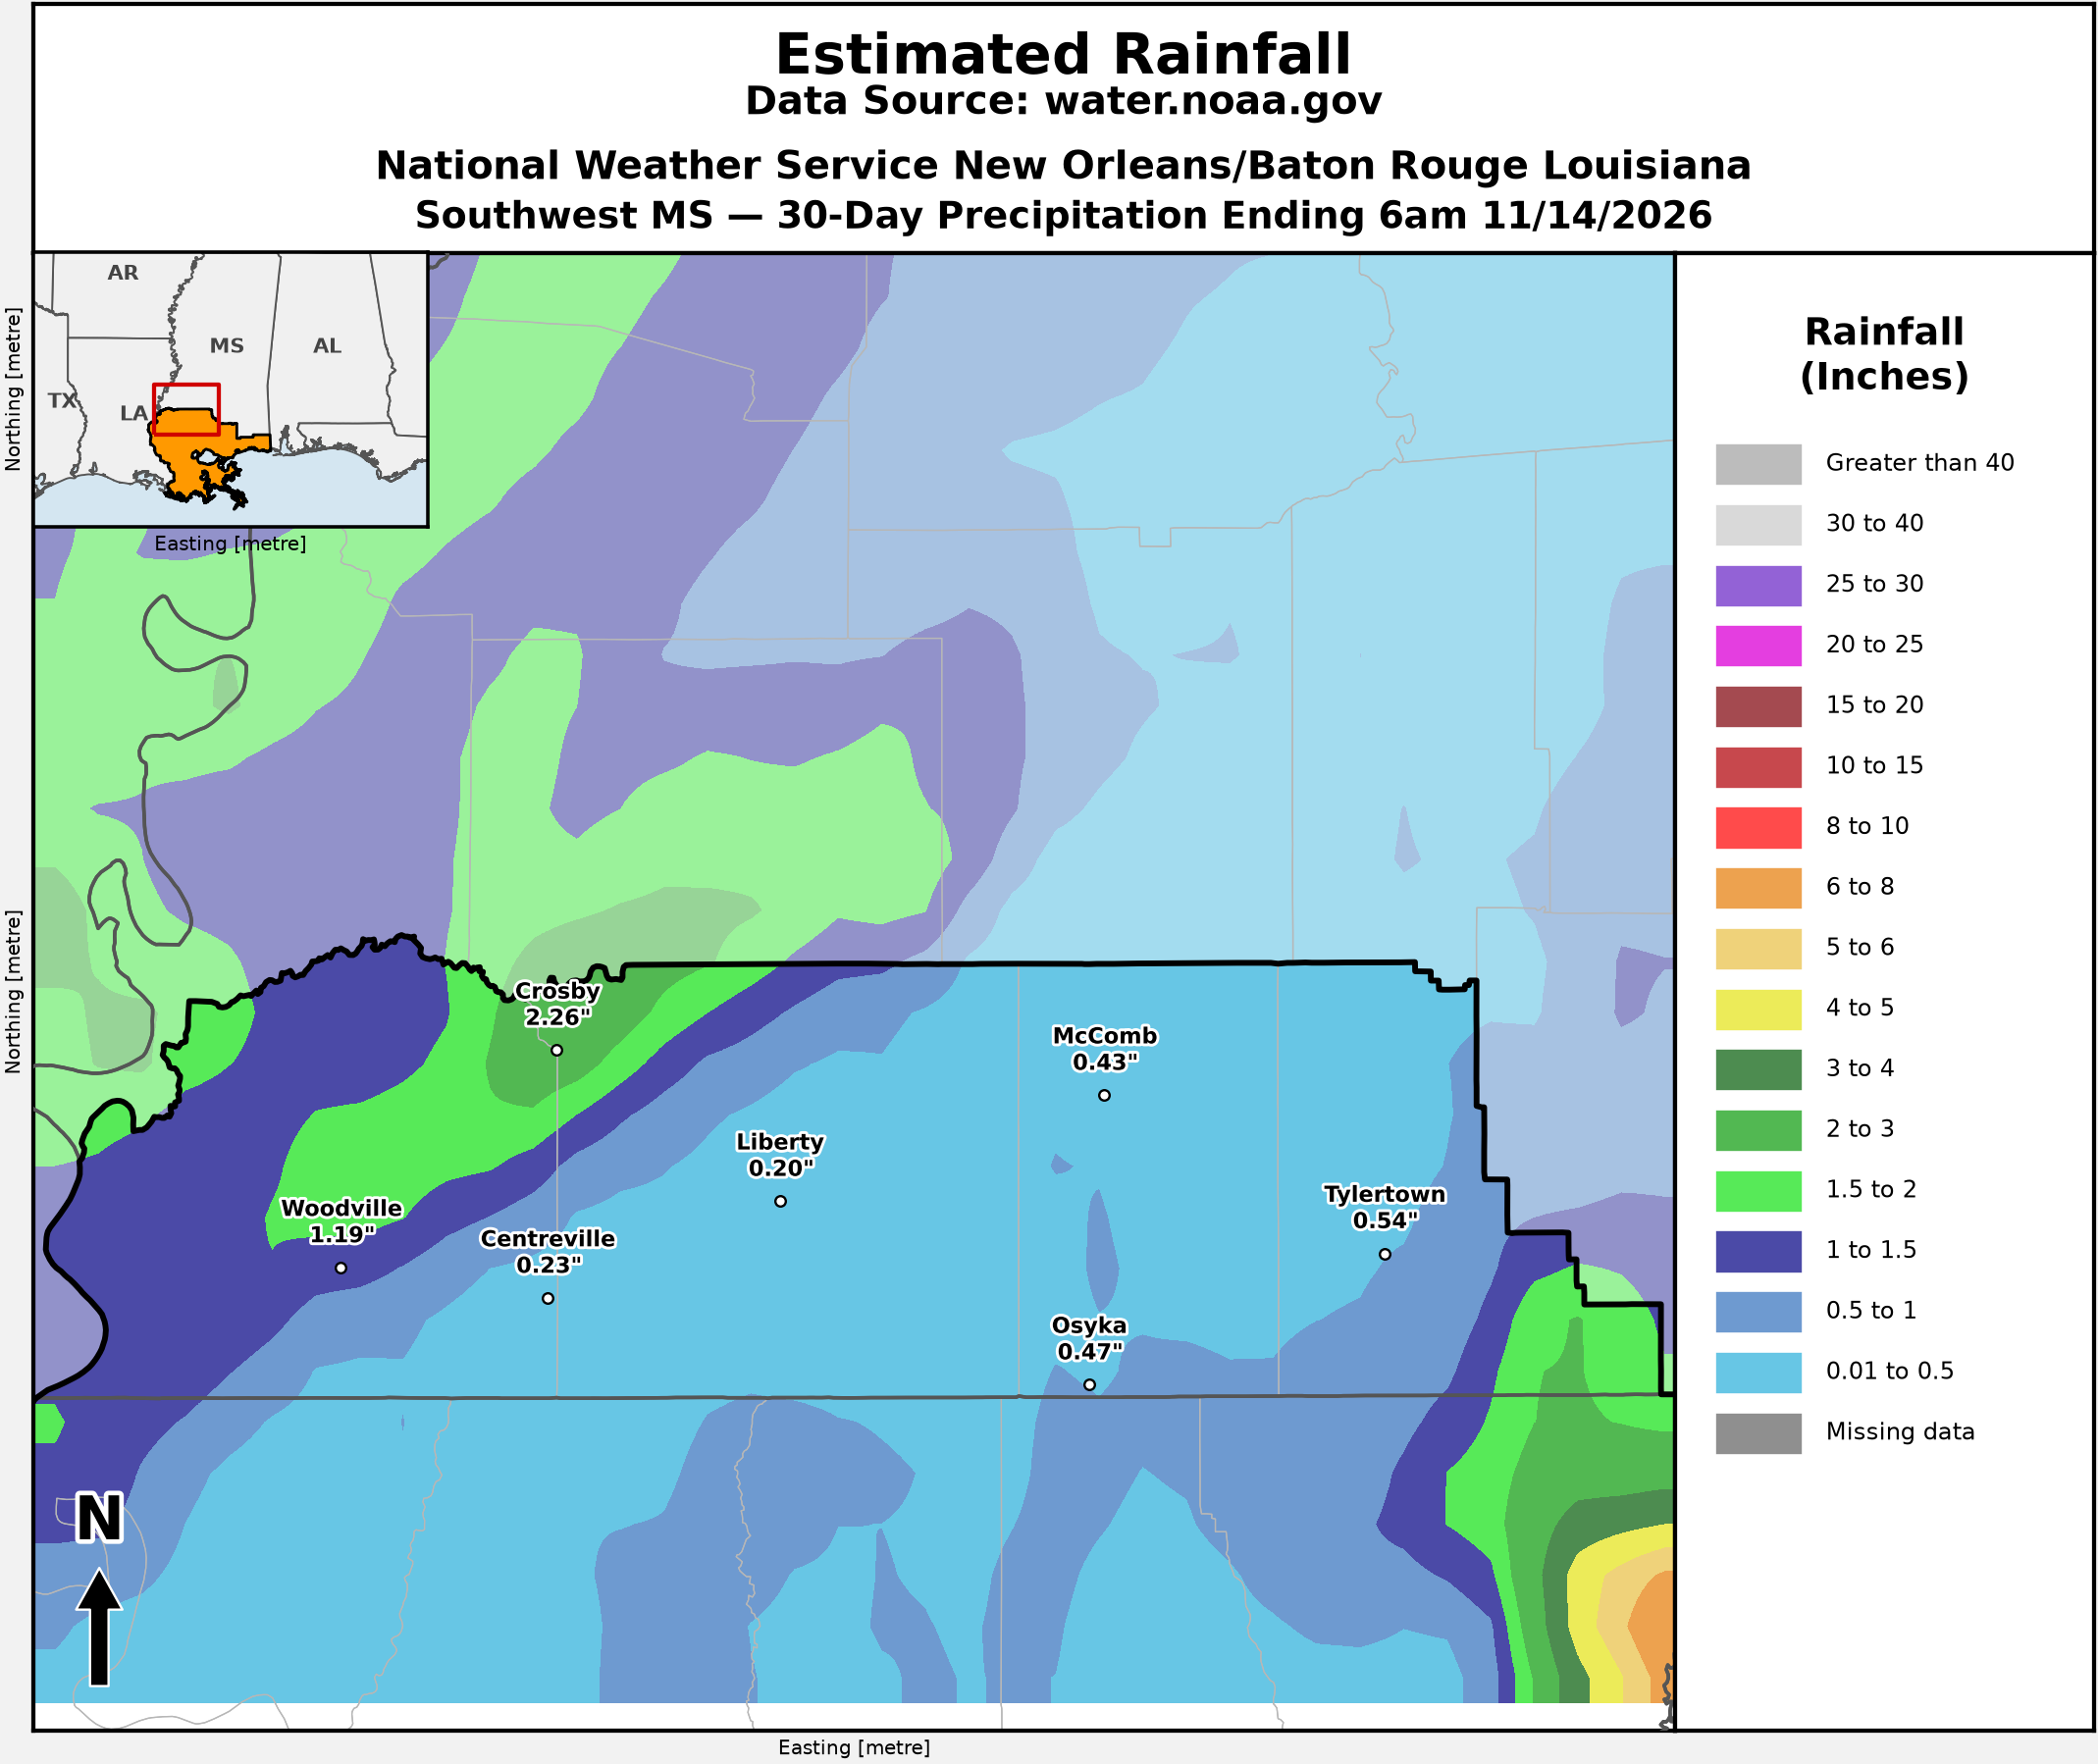 Estimated Rainfall
Data Source: water.noaa.gov
National Weather Service New Orleans/Baton Rouge Louisiana
Southwest MS — 30-Day Precipitation Ending 6am 11/14/2026
AR
MS
AL
TX
LA
Northing [metre]
Easting [metre]
Northing [metre]
Crosby
2.26"
McComb
0.43"
Liberty
0.20"
Woodville
1.19"
Centreville
0.23"
Tylertown
0.54"
Osyka
0.47"
N
Easting [metre]
Rainfall
(Inches)
Greater than 40
30 to 40
25 to 30
20 to 25
15 to 20
10 to 15
8 to 10
6 to 8
5 to 6
4 to 5
3 to 4
2 to 3
1.5 to 2
1 to 1.5
0.5 to 1
0.01 to 0.5
Missing data